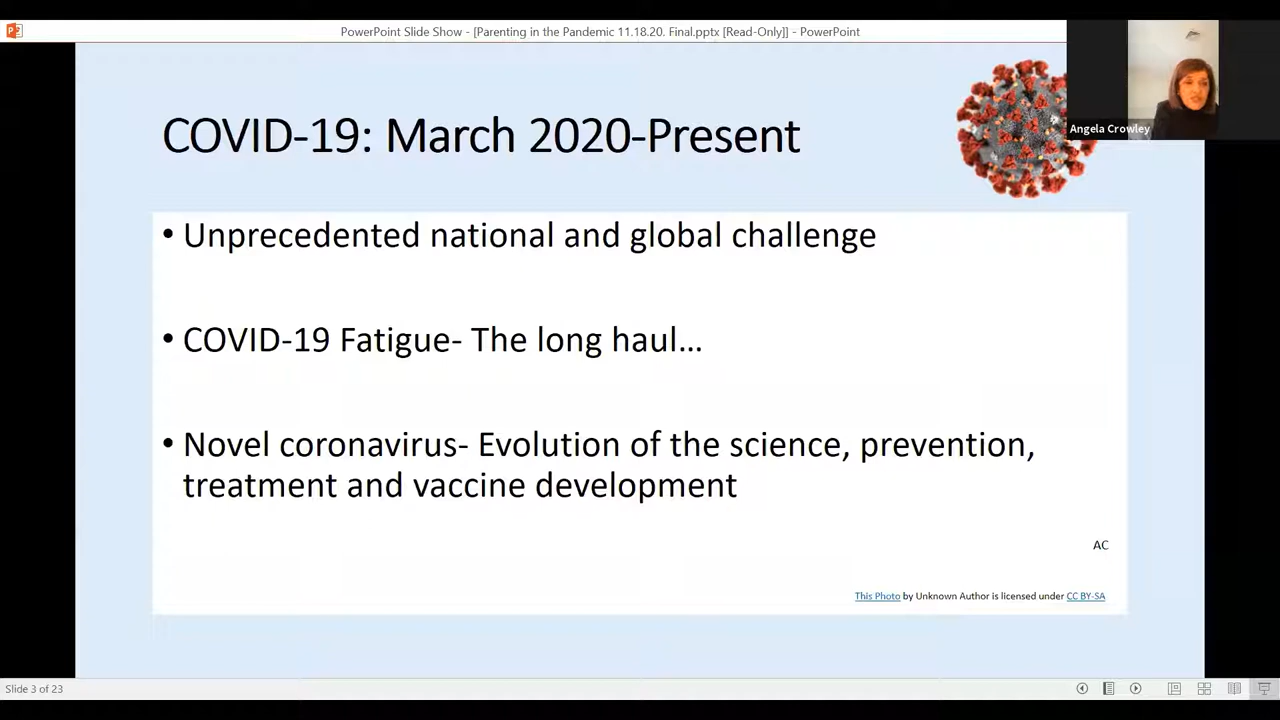 PowerPoint Slide Show - [Parenting in the Pandemic 11.18.20. Final.pptx [Read-Only]] - PowerPoint
Angela Crowley
COVID-19: March 2020-Present
• Unprecedented national and global challenge
• COVID-19 Fatigue- The long haul...
• Novel coronavirus- Evolution of the science, prevention,
treatment and vaccine development
AC
This Photo by Unknown Author is licensed under CC BY-SA
Slide 3 of 23